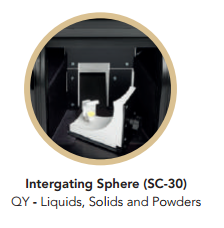 Intergating Sphere (SC-30)
QY - Liquids, Solids and Powders